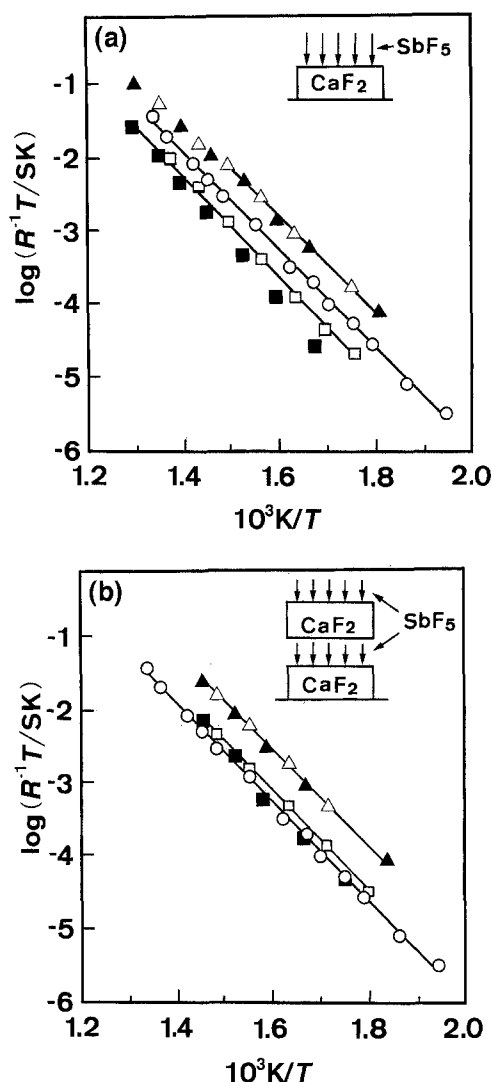 (a)
SbF5
CaF2
-1
-2
-3
-4
-5
-6
log (R⁻¹T/SK)
1.2 1.4 1.6 1.8 2.0
10³K/T
(b)
CaF2
SbF5
CaF2
-1
-2
-3
-4
-5
-6
log (R⁻¹T/SK)
1.2 1.4 1.6 1.8 2.0
10³K/T